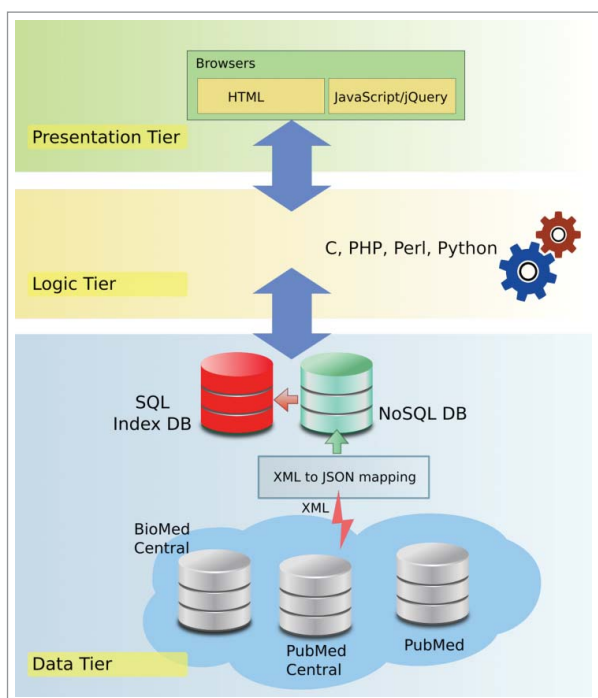 Browsers
HTML
JavaScript/jQuery
Presentation Tier
C, PHP, Perl, Python
Logic Tier
SQL
Index DB
NoSQL DB
XML to JSON mapping
XML
BioMed
Central
PubMed
Central
PubMed
Data Tier